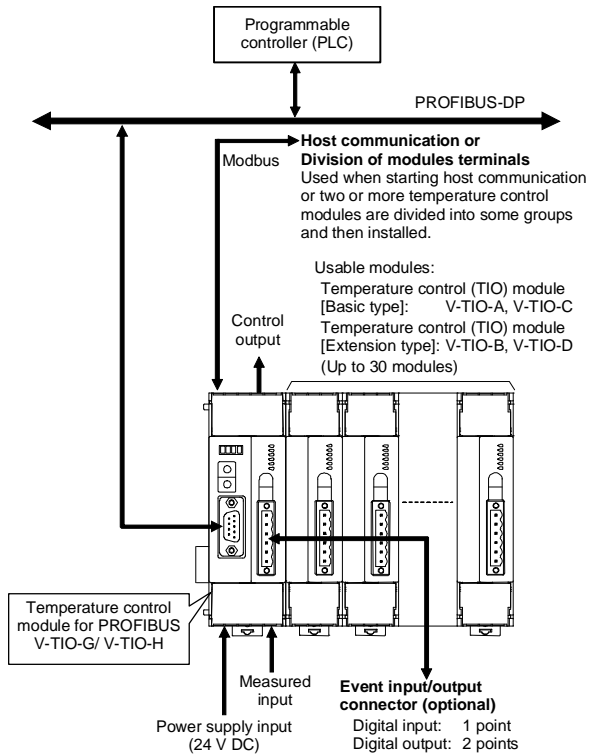 Programmable
controller (PLC)
PROFIBUS-DP
Modbus
Host communication or
Division of modules terminals
Used when starting host communication
or two or more temperature control
modules are divided into some groups
and then installed.
Usable modules:
Temperature control (TIO) module
[Basic type]: V-TIO-A, V-TIO-C
Temperature control (TIO) module
[Extension type]: V-TIO-B, V-TIO-D
(Up to 30 modules)
Control
output
Temperature control
module for PROFIBUS
V-TIO-G/ V-TIO-H
Measured
input
Power supply input
(24 V DC)
Event input/output
connector (optional)
Digital input: 1 point
Digital output: 2 points